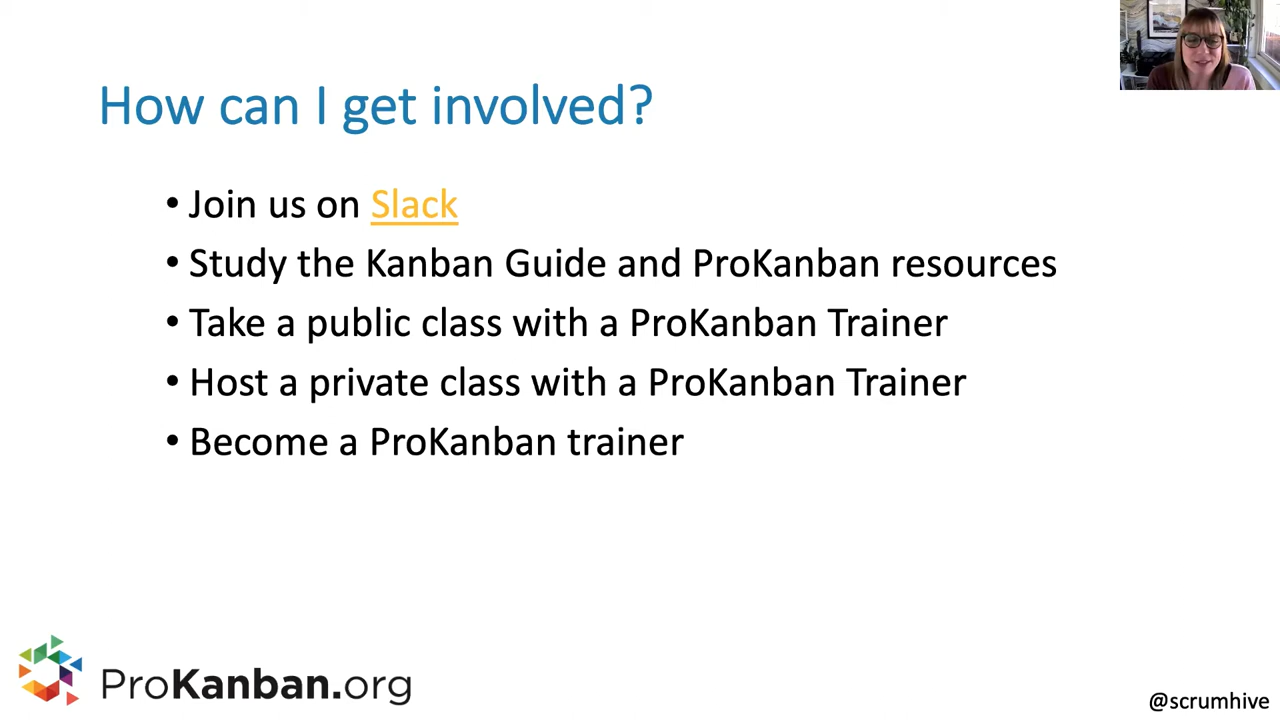 How can I get involved?
• Join us on Slack
• Study the Kanban Guide and ProKanban resources
• Take a public class with a ProKanban Trainer
• Host a private class with a ProKanban Trainer
• Become a ProKanban trainer
ProKanban.org
@scrumhive